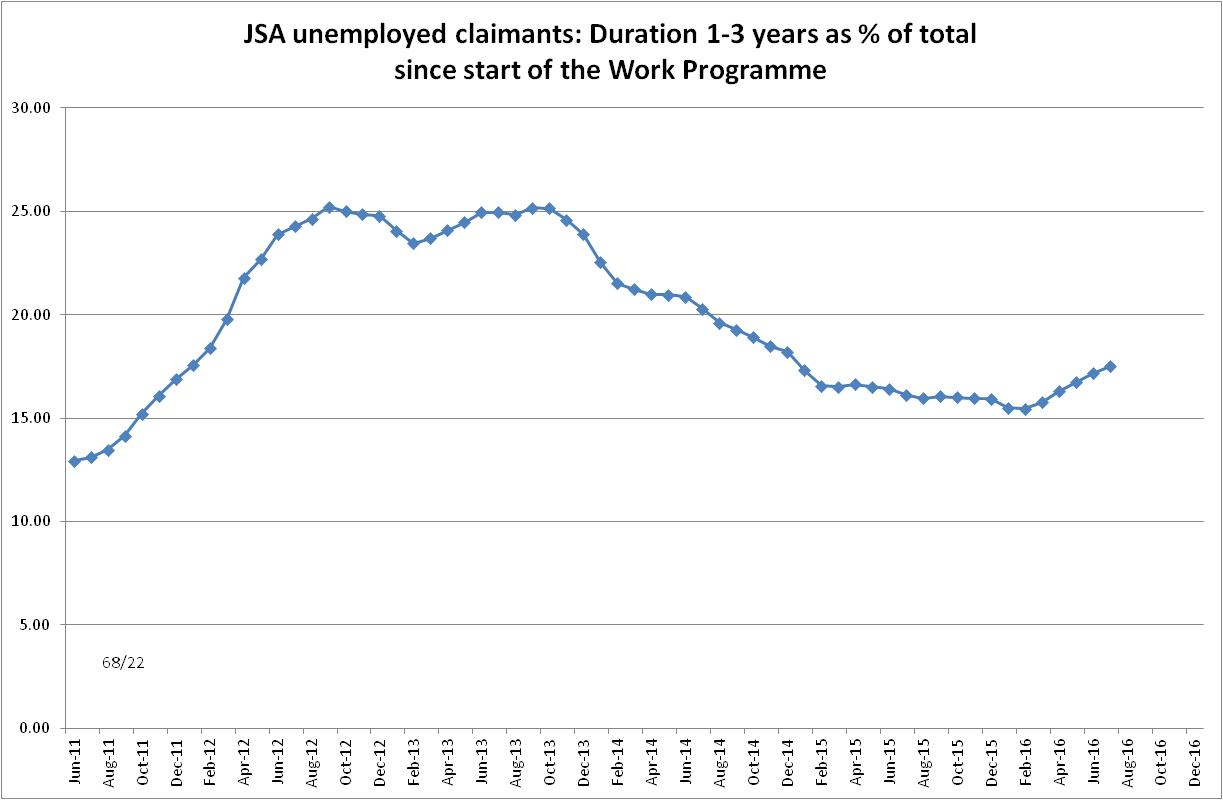 JSA unemployed claimants: Duration 1-3 years as % of total
since start of the Work Programme
30.00
25.00
20.00
15.00
10.00
5.00
0.00
68/22
Jun-11
Aug-11
Oct-11
Dec-11
Feb-12
Apr-12
Jun-12
Aug-12
Oct-12
Dec-12
Feb-13
Apr-13
Jun-13
Aug-13
Oct-13
Dec-13
Feb-14
Apr-14
Jun-14
Aug-14
Oct-14
Dec-14
Feb-15
Apr-15
Jun-15
Aug-15
Oct-15
Dec-15
Feb-16
Apr-16
Jun-16
Aug-16
Oct-16
Dec-16